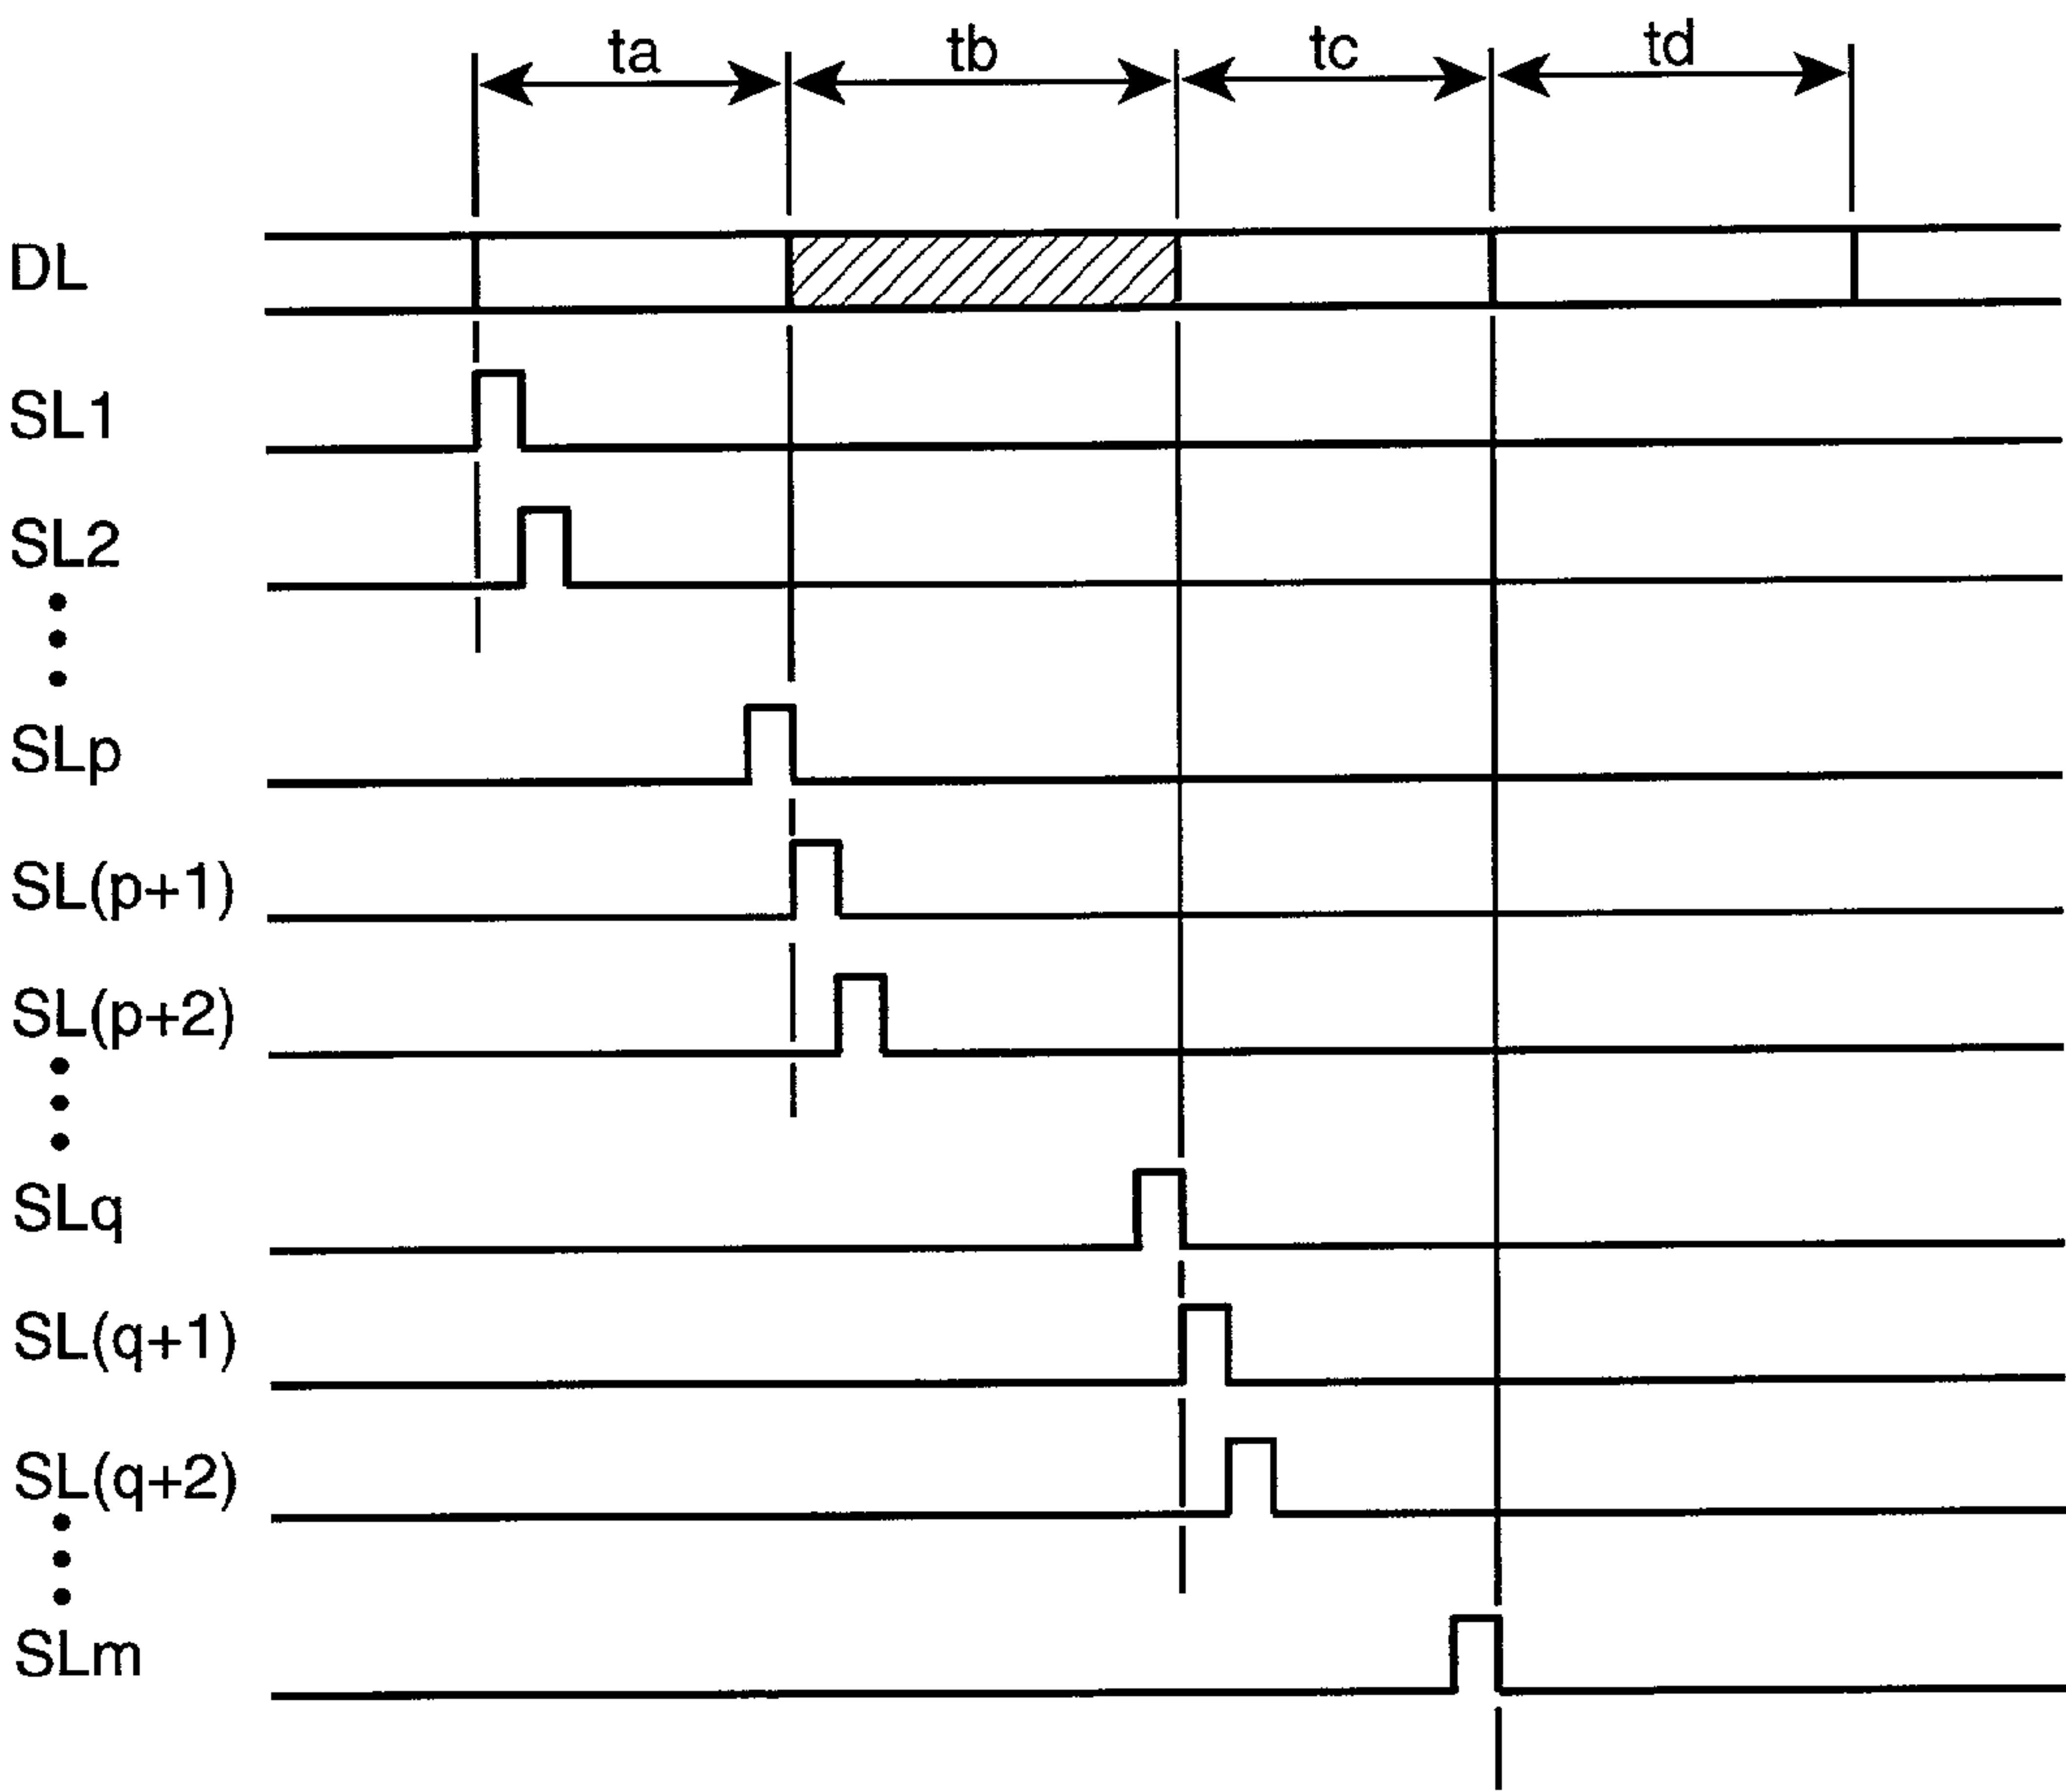 ta tb tc td
DL
SL1
SL2
SLp
SL(p+1)
SL(p+2)
SLq
SL(q+1)
SL(q+2)
SLm